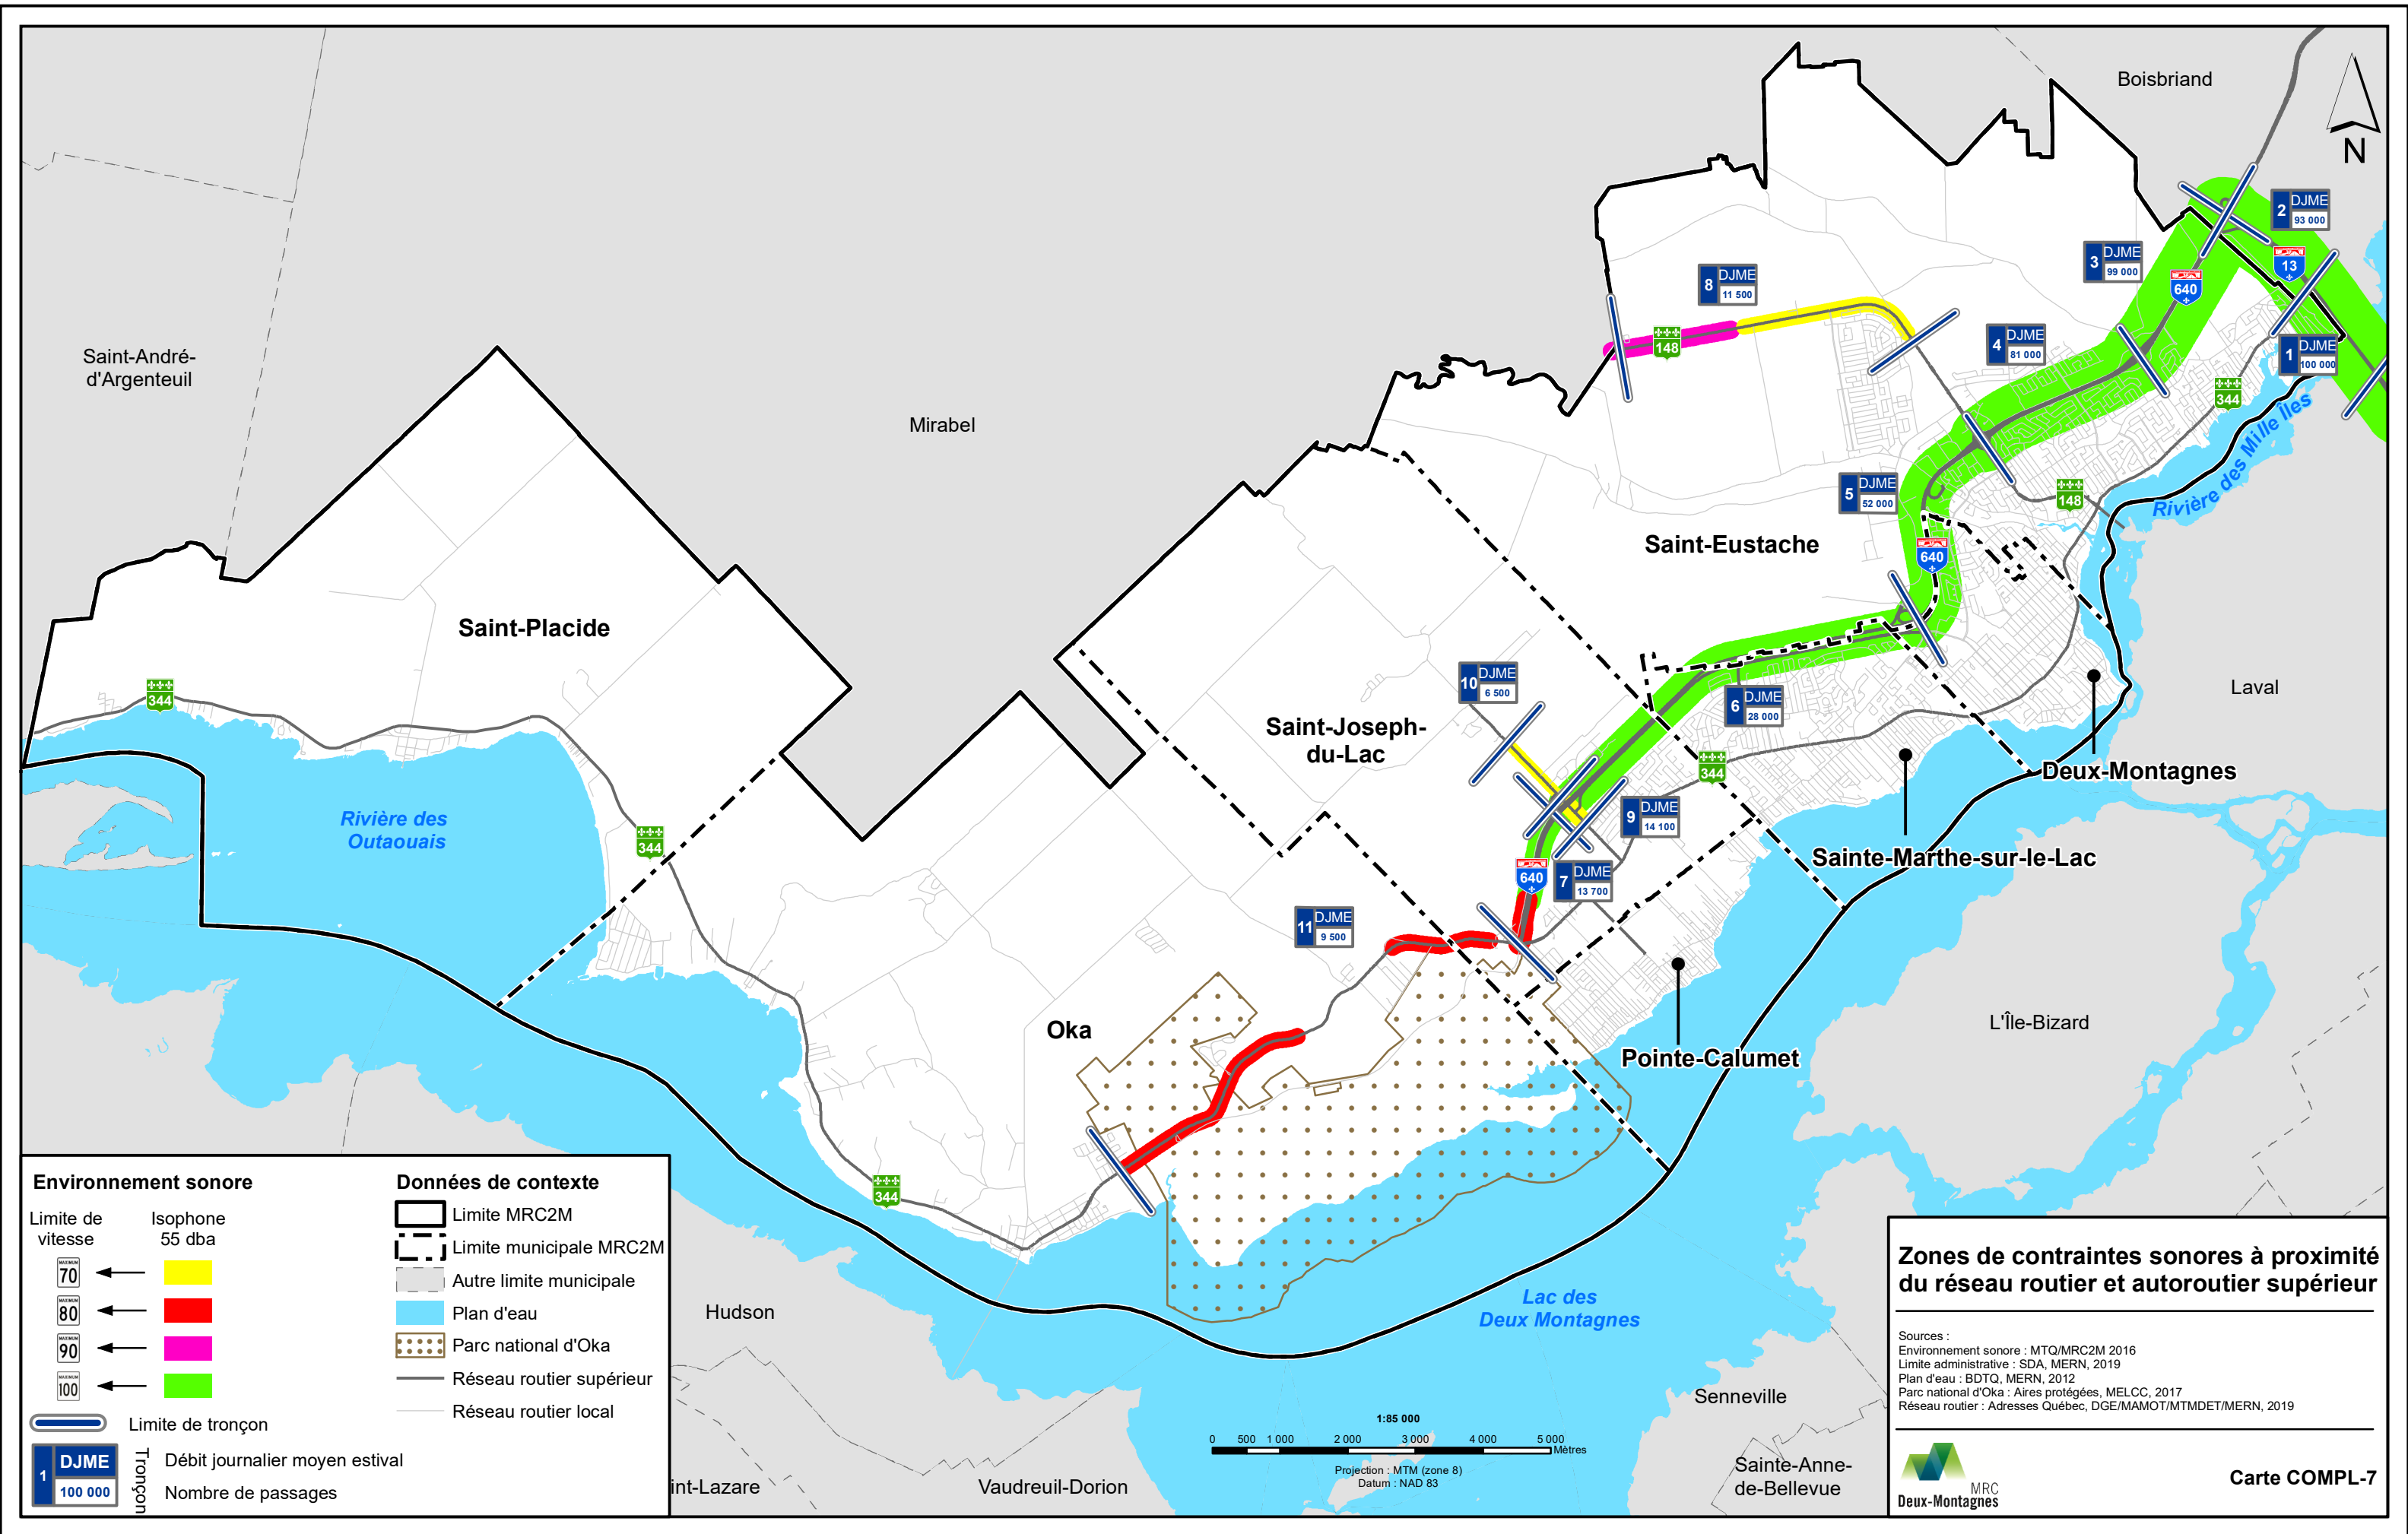 Boisbriand
N
2
DJME
93 000
3
DJME
99 000
13
640
8
DJME
11 500
148
4
DJME
81 000
1
DJME
100 000
344
Rivière des Mille Îles
Saint-André-
d'Argenteuil
Mirabel
5
DJME
52 000
148
Saint-Eustache
640
Saint-Placide
344
10
DJME
6 500
Laval
6
DJME
28 000
Saint-Joseph-
du-Lac
344
Deux-Montagnes
Rivière des
Outaouais
344
9
DJME
14 100
Sainte-Marthe-sur-le-Lac
640
7
DJME
13 700
11
DJME
9 500
L'Île-Bizard
Oka
Pointe-Calumet
344
Hudson
Lac des
Deux Montagnes
Senneville
int-Lazare
Vaudreuil-Dorion
Sainte-Anne-
de-Bellevue
Environnement sonore
Limite de
vitesse
Isophone
55 dba
MAXIMUM
70
MAXIMUM
80
MAXIMUM
90
MAXIMUM
100
Limite de tronçon
1
DJME
100 000
Tronçon
Débit journalier moyen estival
Nombre de passages
Données de contexte
Limite MRC2M
Limite municipale MRC2M
Autre limite municipale
Plan d'eau
Parc national d'Oka
Réseau routier supérieur
Réseau routier local
1:85 000
0 500 1 000 2 000 3 000 4 000 5 000
Mètres
Projection : MTM (zone 8)
Datum : NAD 83
Zones de contraintes sonores à proximité
du réseau routier et autoroutier supérieur
Sources :
Environnement sonore : MTQ/MRC2M 2016
Limite administrative : SDA, MERN, 2019
Plan d'eau : BDTQ, MERN, 2012
Parc national d'Oka : Aires protégées, MELCC, 2017
Réseau routier : Adresses Québec, DGE/MAMOT/MTMDET/MERN, 2019
MRC
Deux-Montagnes
Carte COMPL-7